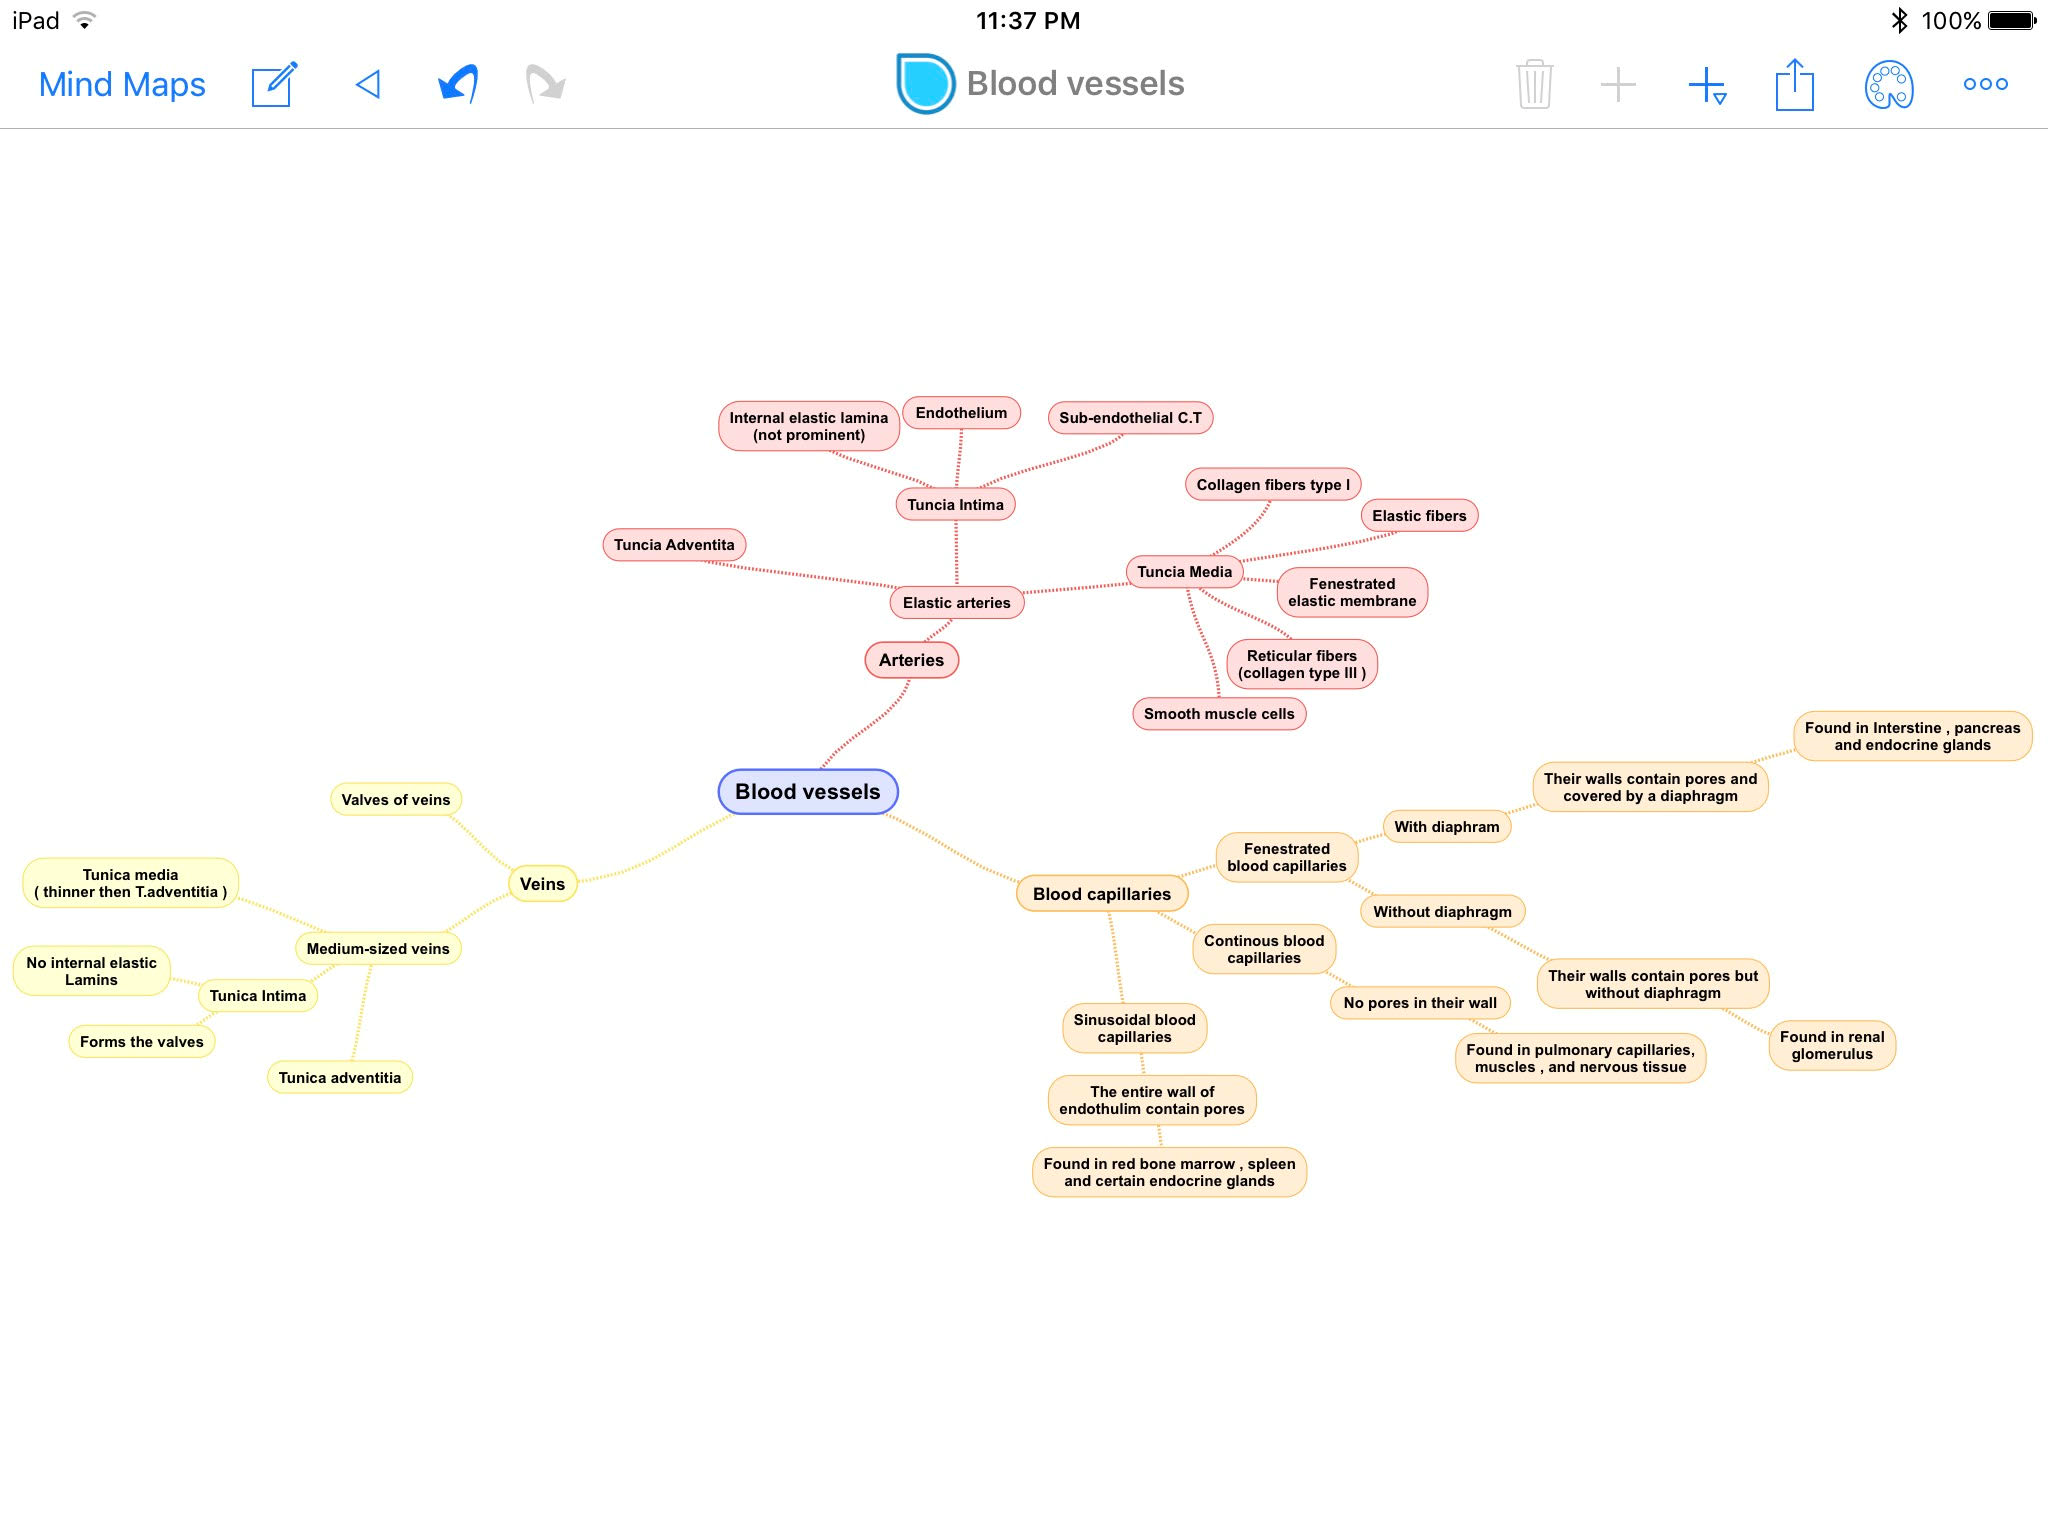 iPad
11:37 PM
100%
Mind Maps
Blood vessels
Internal elastic lamina
(not prominent)
Endothelium
Sub-endothelial C.T
Tuncia Intima
Collagen fibers type I
Elastic fibers
Tuncia Adventita
Tuncia Media
Fenestrated
elastic membrane
Elastic arteries
Arteries
Reticular fibers
(collagen type III )
Smooth muscle cells
Blood vessels
Valves of veins
Veins
Tunica media
( thinner then T.adventitia )
Medium-sized veins
No internal elastic
Lamins
Tunica Intima
Forms the valves
Tunica adventitia
Blood capillaries
Fenestrated
blood capillaries
With diaphram
Their walls contain pores and
covered by a diaphragm
Found in Interstine , pancreas
and endocrine glands
Without diaphragm
Their walls contain pores but
without diaphragm
Found in renal
glomerulus
Continous blood
capillaries
No pores in their wall
Found in pulmonary capillaries,
muscles , and nervous tissue
Sinusoidal blood
capillaries
The entire wall of
endothulim contain pores
Found in red bone marrow , spleen
and certain endocrine glands